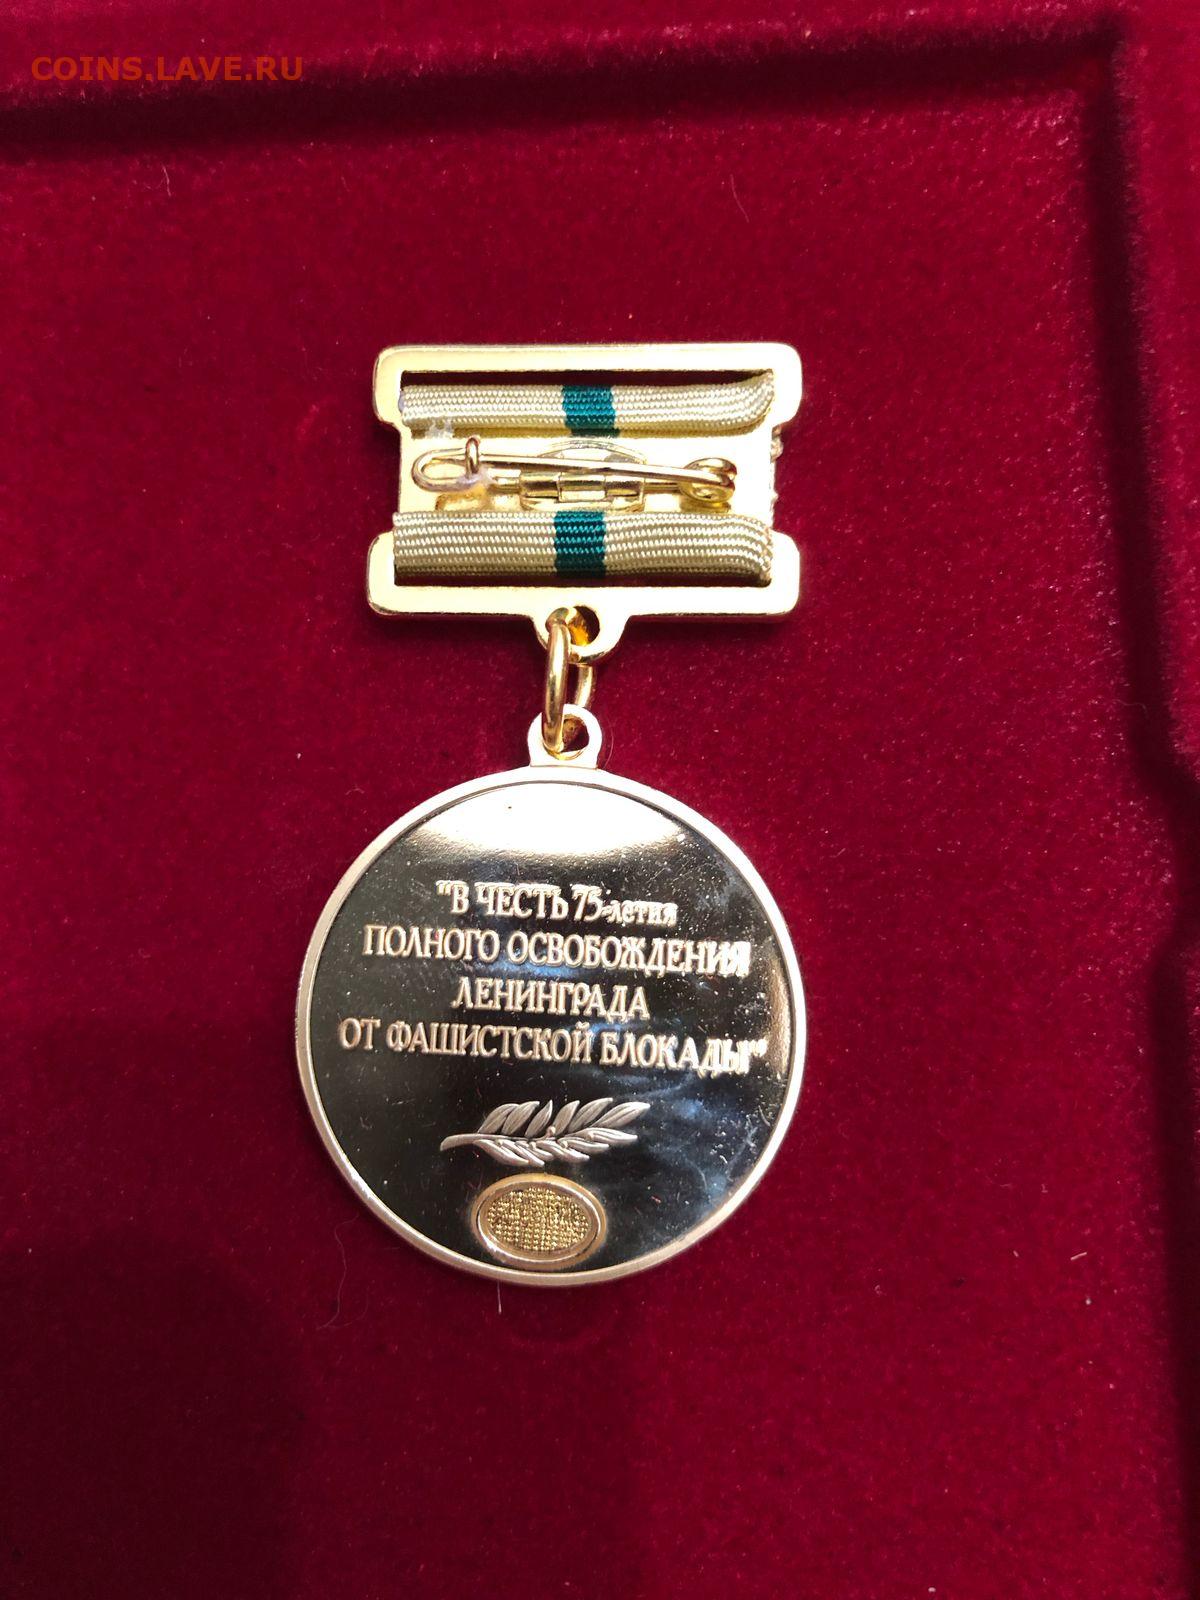 COINS.LAVE.RU
"В ЧЕСТЬ 75-летия
ПОЛНОГО ОСВОБОЖДЕНИЯ
ЛЕНИНГРАДА
ОТ ФАШИСТСКОЙ БЛОКАДЫ"